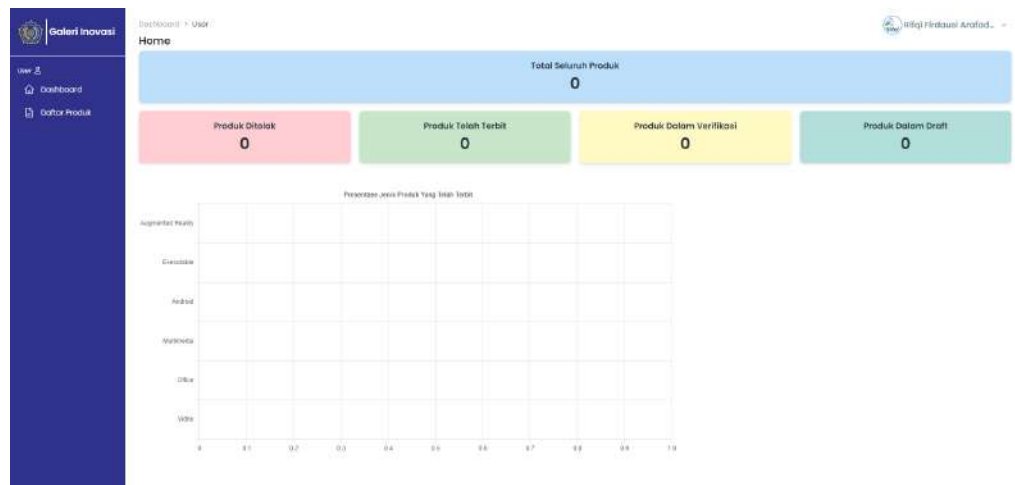 Galeri Inovasi
Dashboard > User
Home
Rifqi Firdausi Arafad...
User
Dashboard
Daftar Produk
Total Seluruh Produk
0
Produk Ditolak
0
Produk Telah Terbit
0
Produk Dalam Verifikasi
0
Produk Dalam Draft
0
Presentase Jenis Produk Yang Telah Terbit
Augmented Reality
Executable
Android
Multimedia
Office
Video
0 0.1 0.2 0.3 0.4 0.5 0.6 0.7 0.8 0.9 1.0